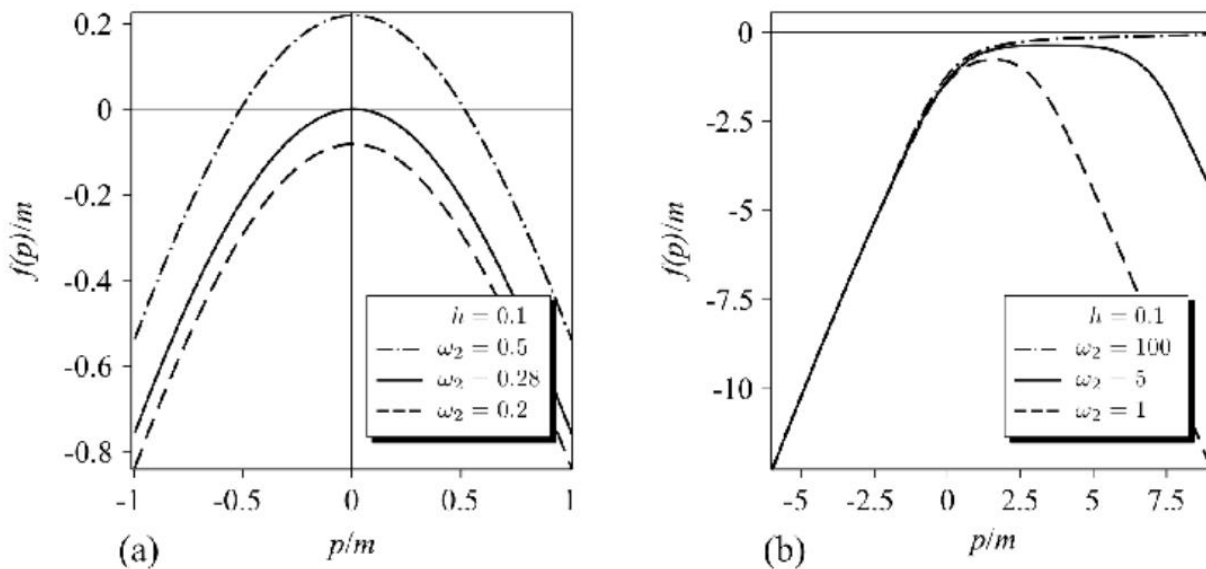 0.2
0
-0.2
-0.4
-0.6
-0.8
f(p)/m
-1
-0.5
0
0.5
1
p/m
(a)
h = 0.1
ω₂ = 0.5
ω₂ = 0.28
ω₂ = 0.2
0
-2.5
-5
-7.5
-10
f(p)/m
-5
-2.5
0
2.5
5
7.5
p/m
(b)
h = 0.1
ω₂ = 100
ω₂ = 5
ω₂ = 1